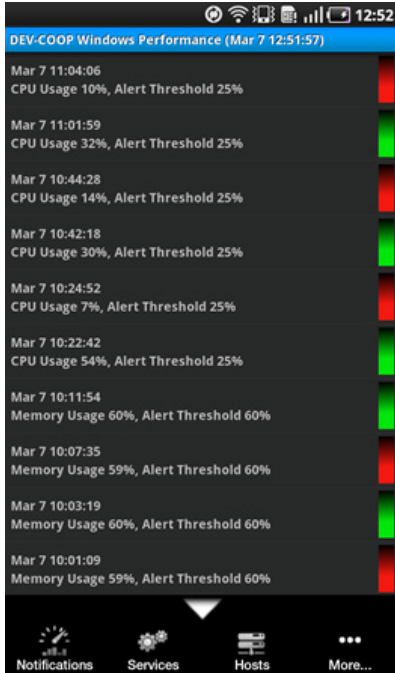 12:52
DEV-COOP Windows Performance (Mar 7 12:51:57)
Mar 7 11:04:06
CPU Usage 10%, Alert Threshold 25%
Mar 7 11:01:59
CPU Usage 32%, Alert Threshold 25%
Mar 7 10:44:28
CPU Usage 14%, Alert Threshold 25%
Mar 7 10:42:18
CPU Usage 30%, Alert Threshold 25%
Mar 7 10:24:52
CPU Usage 7%, Alert Threshold 25%
Mar 7 10:22:42
CPU Usage 54%, Alert Threshold 25%
Mar 7 10:11:54
Memory Usage 60%, Alert Threshold 60%
Mar 7 10:07:35
Memory Usage 59%, Alert Threshold 60%
Mar 7 10:03:19
Memory Usage 60%, Alert Threshold 60%
Mar 7 10:01:09
Memory Usage 59%, Alert Threshold 60%
Notifications Services Hosts More...